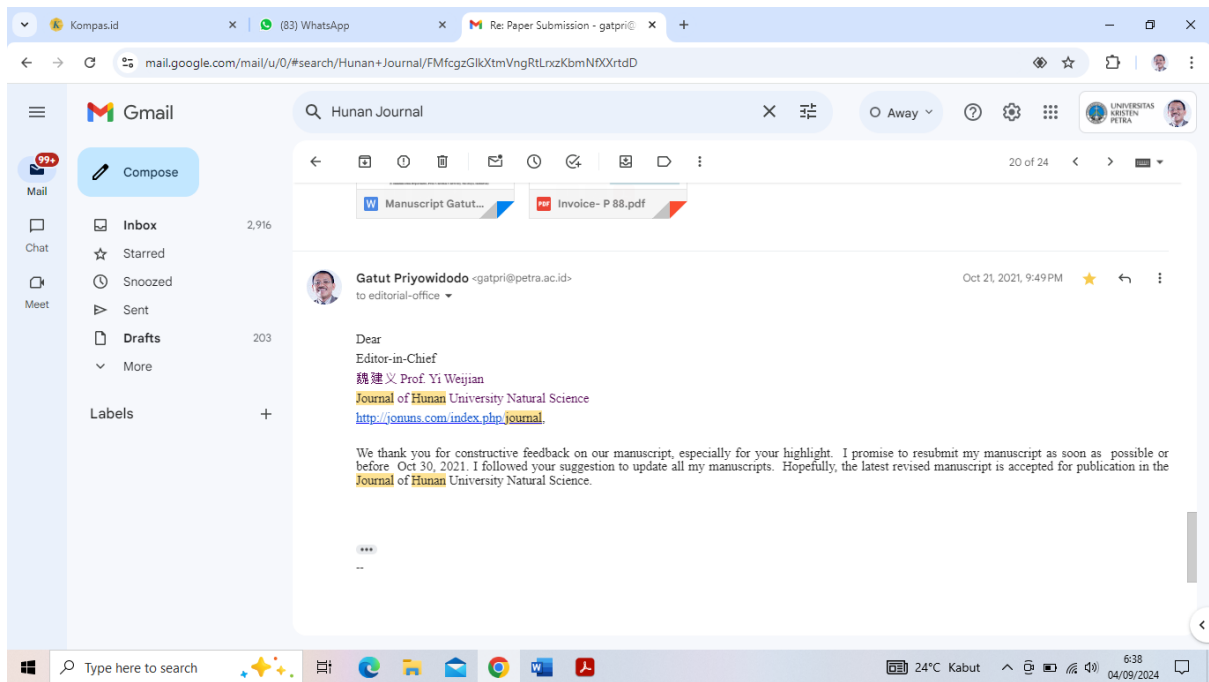 Kompas.id
(83) WhatsApp
Re: Paper Submission - gatpri@
mail.google.com/mail/u/0/#search/Hunan+Journal/FMfcgzGlkXtmVngRtLrxzKbmNfXXrtdD
Gmail
Hunan Journal
Away
UNIVERSITAS
KRISTEN
PETRA
99+
Mail
Compose
20 of 24
Manuscript Gatut...
Invoice- P 88.pdf
Chat
Meet
Inbox 2,916
Starred
Snoozed
Sent
Drafts 203
More
Labels
Gatut Priyowidodo <gatpri@petra.ac.id>
Oct 21, 2021, 9:49 PM
to editorial-office
Dear
Editor-in-Chief
魏建义 Prof. Yi Weijian
Journal of Hunan University Natural Science
http://jonuns.com/index.php/journal,
We thank you for constructive feedback on our manuscript, especially for your highlight. I promise to resubmit my manuscript as soon as possible or
before Oct 30, 2021. I followed your suggestion to update all my manuscripts. Hopefully, the latest revised manuscript is accepted for publication in the
Journal of Hunan University Natural Science.
--
Type here to search
24°C Kabut
6:38
04/09/2024